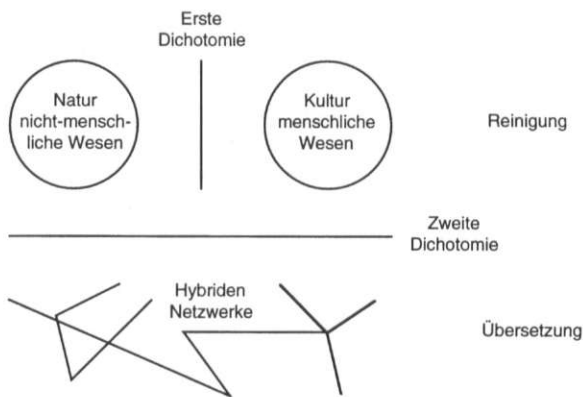 Erste
Dichotomie
Natur
nicht-mensch-
liche Wesen
Kultur
menschliche
Wesen
Reinigung
Zweite
Dichotomie
Hybriden
Netzwerke
Übersetzung